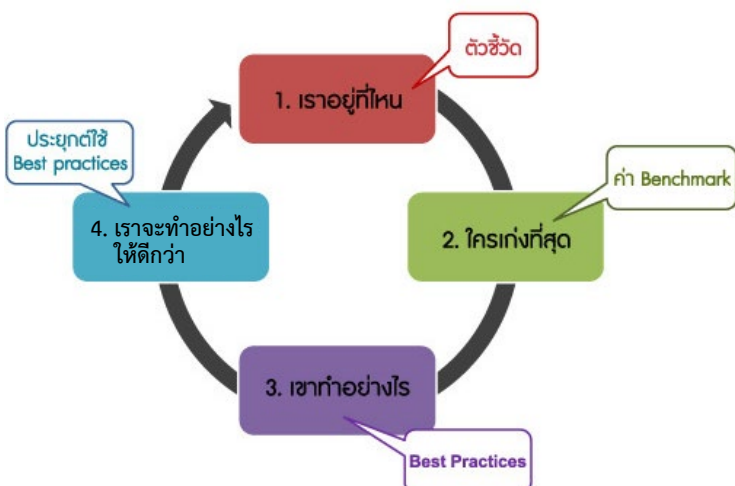 ตัวชี้วัด
1. เราอยู่ที่ไหน
ค่า Benchmark
2. ใครเก่งที่สุด
3. เขาทำอย่างไร
Best Practices
ประยุกต์ใช้
Best practices
4. เราจะทำอย่างไร
ให้ดีกว่า